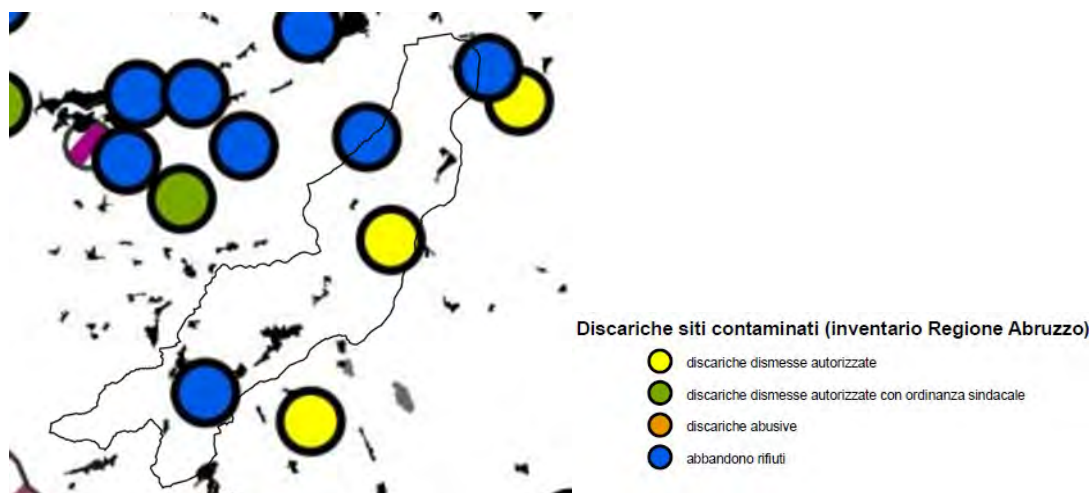 Discariche siti contaminati (inventario Regione Abruzzo)
discariche dismesse autorizzate
discariche dismesse autorizzate con ordinanza sindacale
discariche abusive
abbandono rifiuti